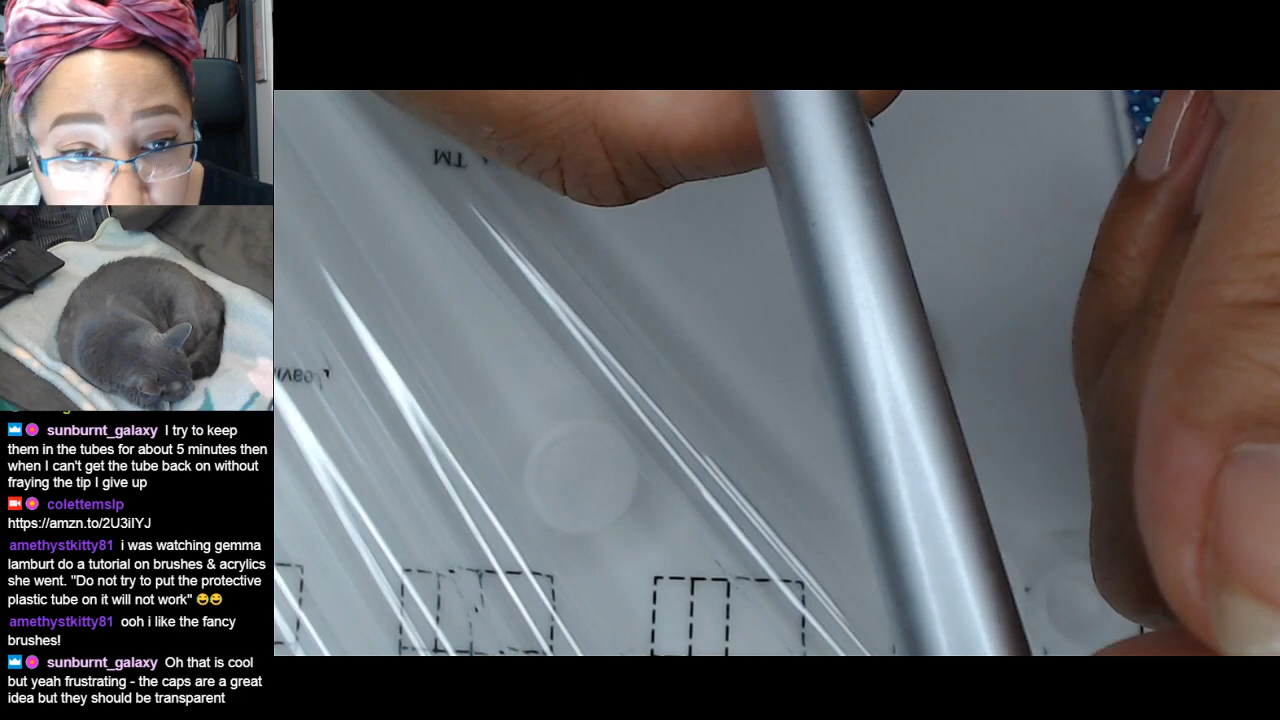 sunburnt_galaxy I try to keep
them in the tubes for about 5 minutes then
when I can't get the tube back on without
fraying the tip I give up
colettemslp
https://amzn.to/2U3iIYJ
amethystkitty81 i was watching gemma
lamburt do a tutorial on brushes & acrylics
she went. "Do not try to put the protective
plastic tube on it will not work" 😂😂
amethystkitty81 ooh i like the fancy
brushes!
sunburnt_galaxy Oh that is cool
but yeah frustrating - the caps are a great
idea but they should be transparent
TM